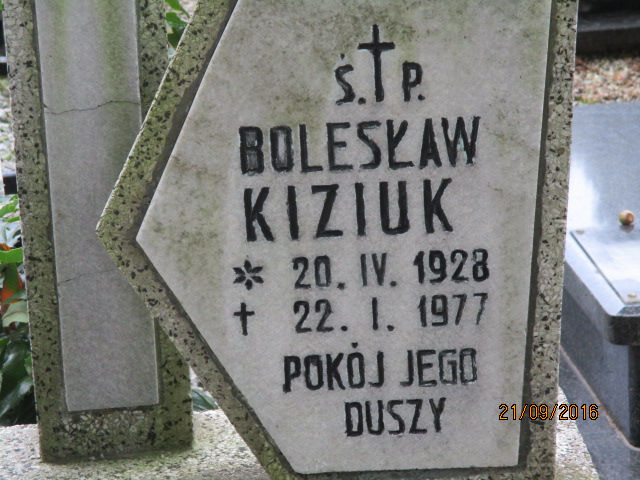 Ś. P.
BOLESŁAW
KIZIUK
* 20. IV. 1928
✝ 22. I. 1977
POKÓJ JEGO
DUSZY
21/09/2016